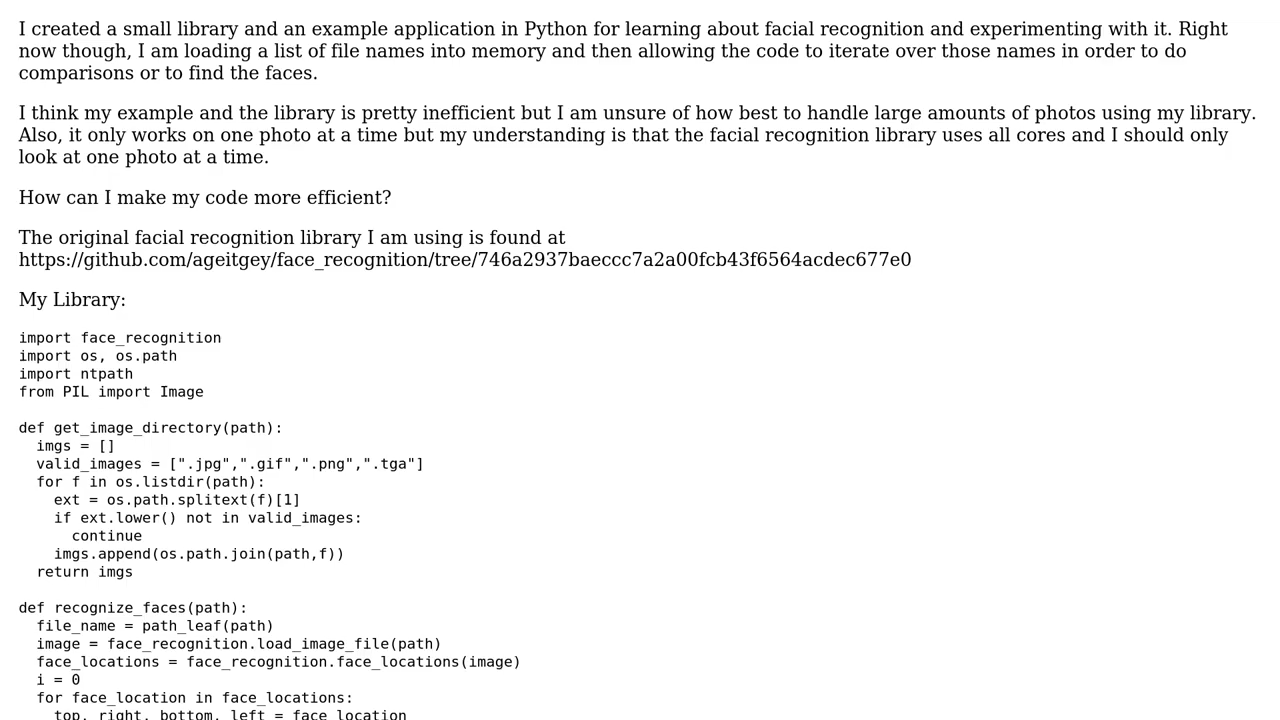 I created a small library and an example application in Python for learning about facial recognition and experimenting with it. Right
now though, I am loading a list of file names into memory and then allowing the code to iterate over those names in order to do
comparisons or to find the faces.
I think my example and the library is pretty inefficient but I am unsure of how best to handle large amounts of photos using my library.
Also, it only works on one photo at a time but my understanding is that the facial recognition library uses all cores and I should only
look at one photo at a time.
How can I make my code more efficient?
The original facial recognition library I am using is found at
https://github.com/ageitgey/face_recognition/tree/746a2937baeccc7a2a00fcb43f6564acdec677e0
My Library:
import face_recognition
import os, os.path
import ntpath
from PIL import Image
def get_image_directory(path):
  imgs = []
  valid_images = [".jpg",".gif",".png",".tga"]
  for f in os.listdir(path):
    ext = os.path.splitext(f)[1]
    if ext.lower() not in valid_images:
      continue
    imgs.append(os.path.join(path,f))
  return imgs
def recognize_faces(path):
  file_name = path_leaf(path)
  image = face_recognition.load_image_file(path)
  face_locations = face_recognition.face_locations(image)
  i = 0
  for face_location in face_locations:
    top, right, bottom, left = face_location